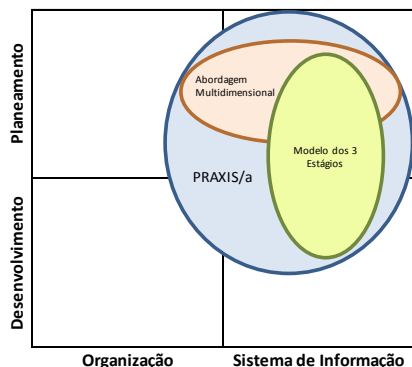 Planeamento
Desenvolvimento
Abordagem
Multidimensional
Modelo dos 3
Estágios
PRAXIS/a
Organização
Sistema de Informação